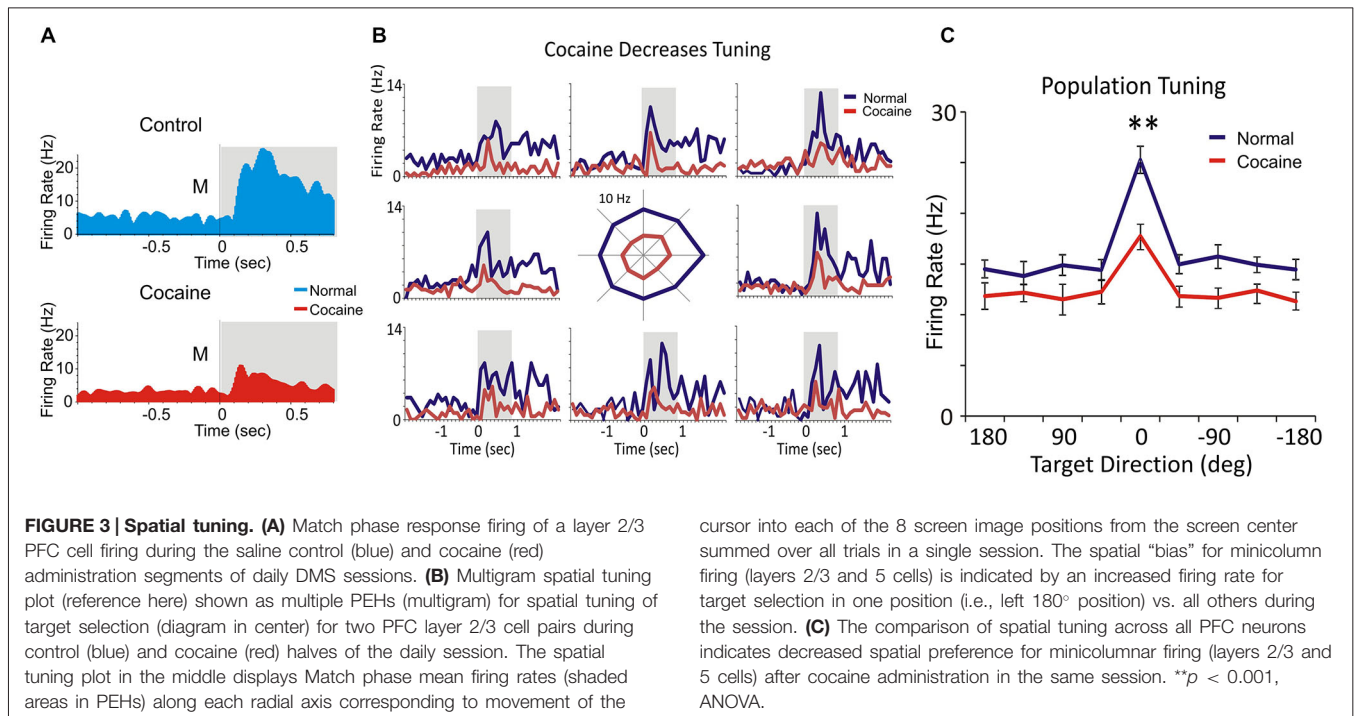 A
Control
Firing Rate (Hz)
20
10
0
M
-0.5
0
0.5
Time (sec)
Cocaine
Normal
Cocaine
Firing Rate (Hz)
20
10
0
M
-0.5
0
0.5
Time (sec)
B
Cocaine Decreases Tuning
Firing Rate (Hz)
14
0
Normal
Cocaine
14
0
10 Hz
14
0
-1 0 1
Time (sec)
-1 0 1
Time (sec)
-1 0 1
Time (sec)
C
Population Tuning
**
Normal
Cocaine
Firing Rate (Hz)
30
0
180 90 0 -90 -180
Target Direction (deg)
FIGURE 3 | Spatial tuning. (A) Match phase response firing of a layer 2/3
PFC cell firing during the saline control (blue) and cocaine (red)
administration segments of daily DMS sessions. (B) Multigram spatial tuning
plot (reference here) shown as multiple PEHs (multigram) for spatial tuning of
target selection (diagram in center) for two PFC layer 2/3 cell pairs during
control (blue) and cocaine (red) halves of the daily session. The spatial
tuning plot in the middle displays Match phase mean firing rates (shaded
areas in PEHs) along each radial axis corresponding to movement of the
cursor into each of the 8 screen image positions from the screen center
summed over all trials in a single session. The spatial “bias” for minicolumn
firing (layers 2/3 and 5 cells) is indicated by an increased firing rate for
target selection in one position (i.e., left 180° position) vs. all others during
the session. (C) The comparison of spatial tuning across all PFC neurons
indicates decreased spatial preference for minicolumnar firing (layers 2/3 and
5 cells) after cocaine administration in the same session. **p < 0.001,
ANOVA.